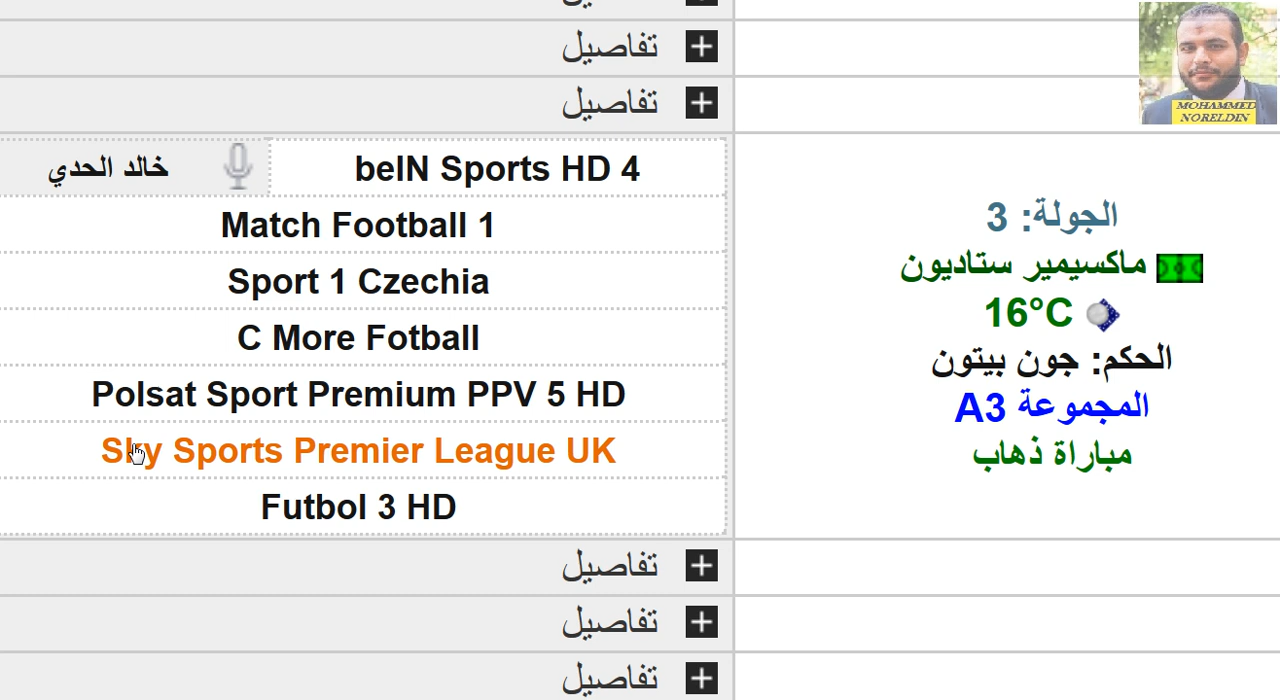 تفاصيل
تفاصيل
MOHAMMED
NORELDIN
beIN Sports HD 4
خالد الحدي
Match Football 1
Sport 1 Czechia
C More Fotball
Polsat Sport Premium PPV 5 HD
Sky Sports Premier League UK
Futbol 3 HD
الجولة: 3
ماكسيمير ستاديون
16°C
الحكم: جون بيتون
المجموعة A3
مباراة ذهاب
تفاصيل
تفاصيل
تفاصيل